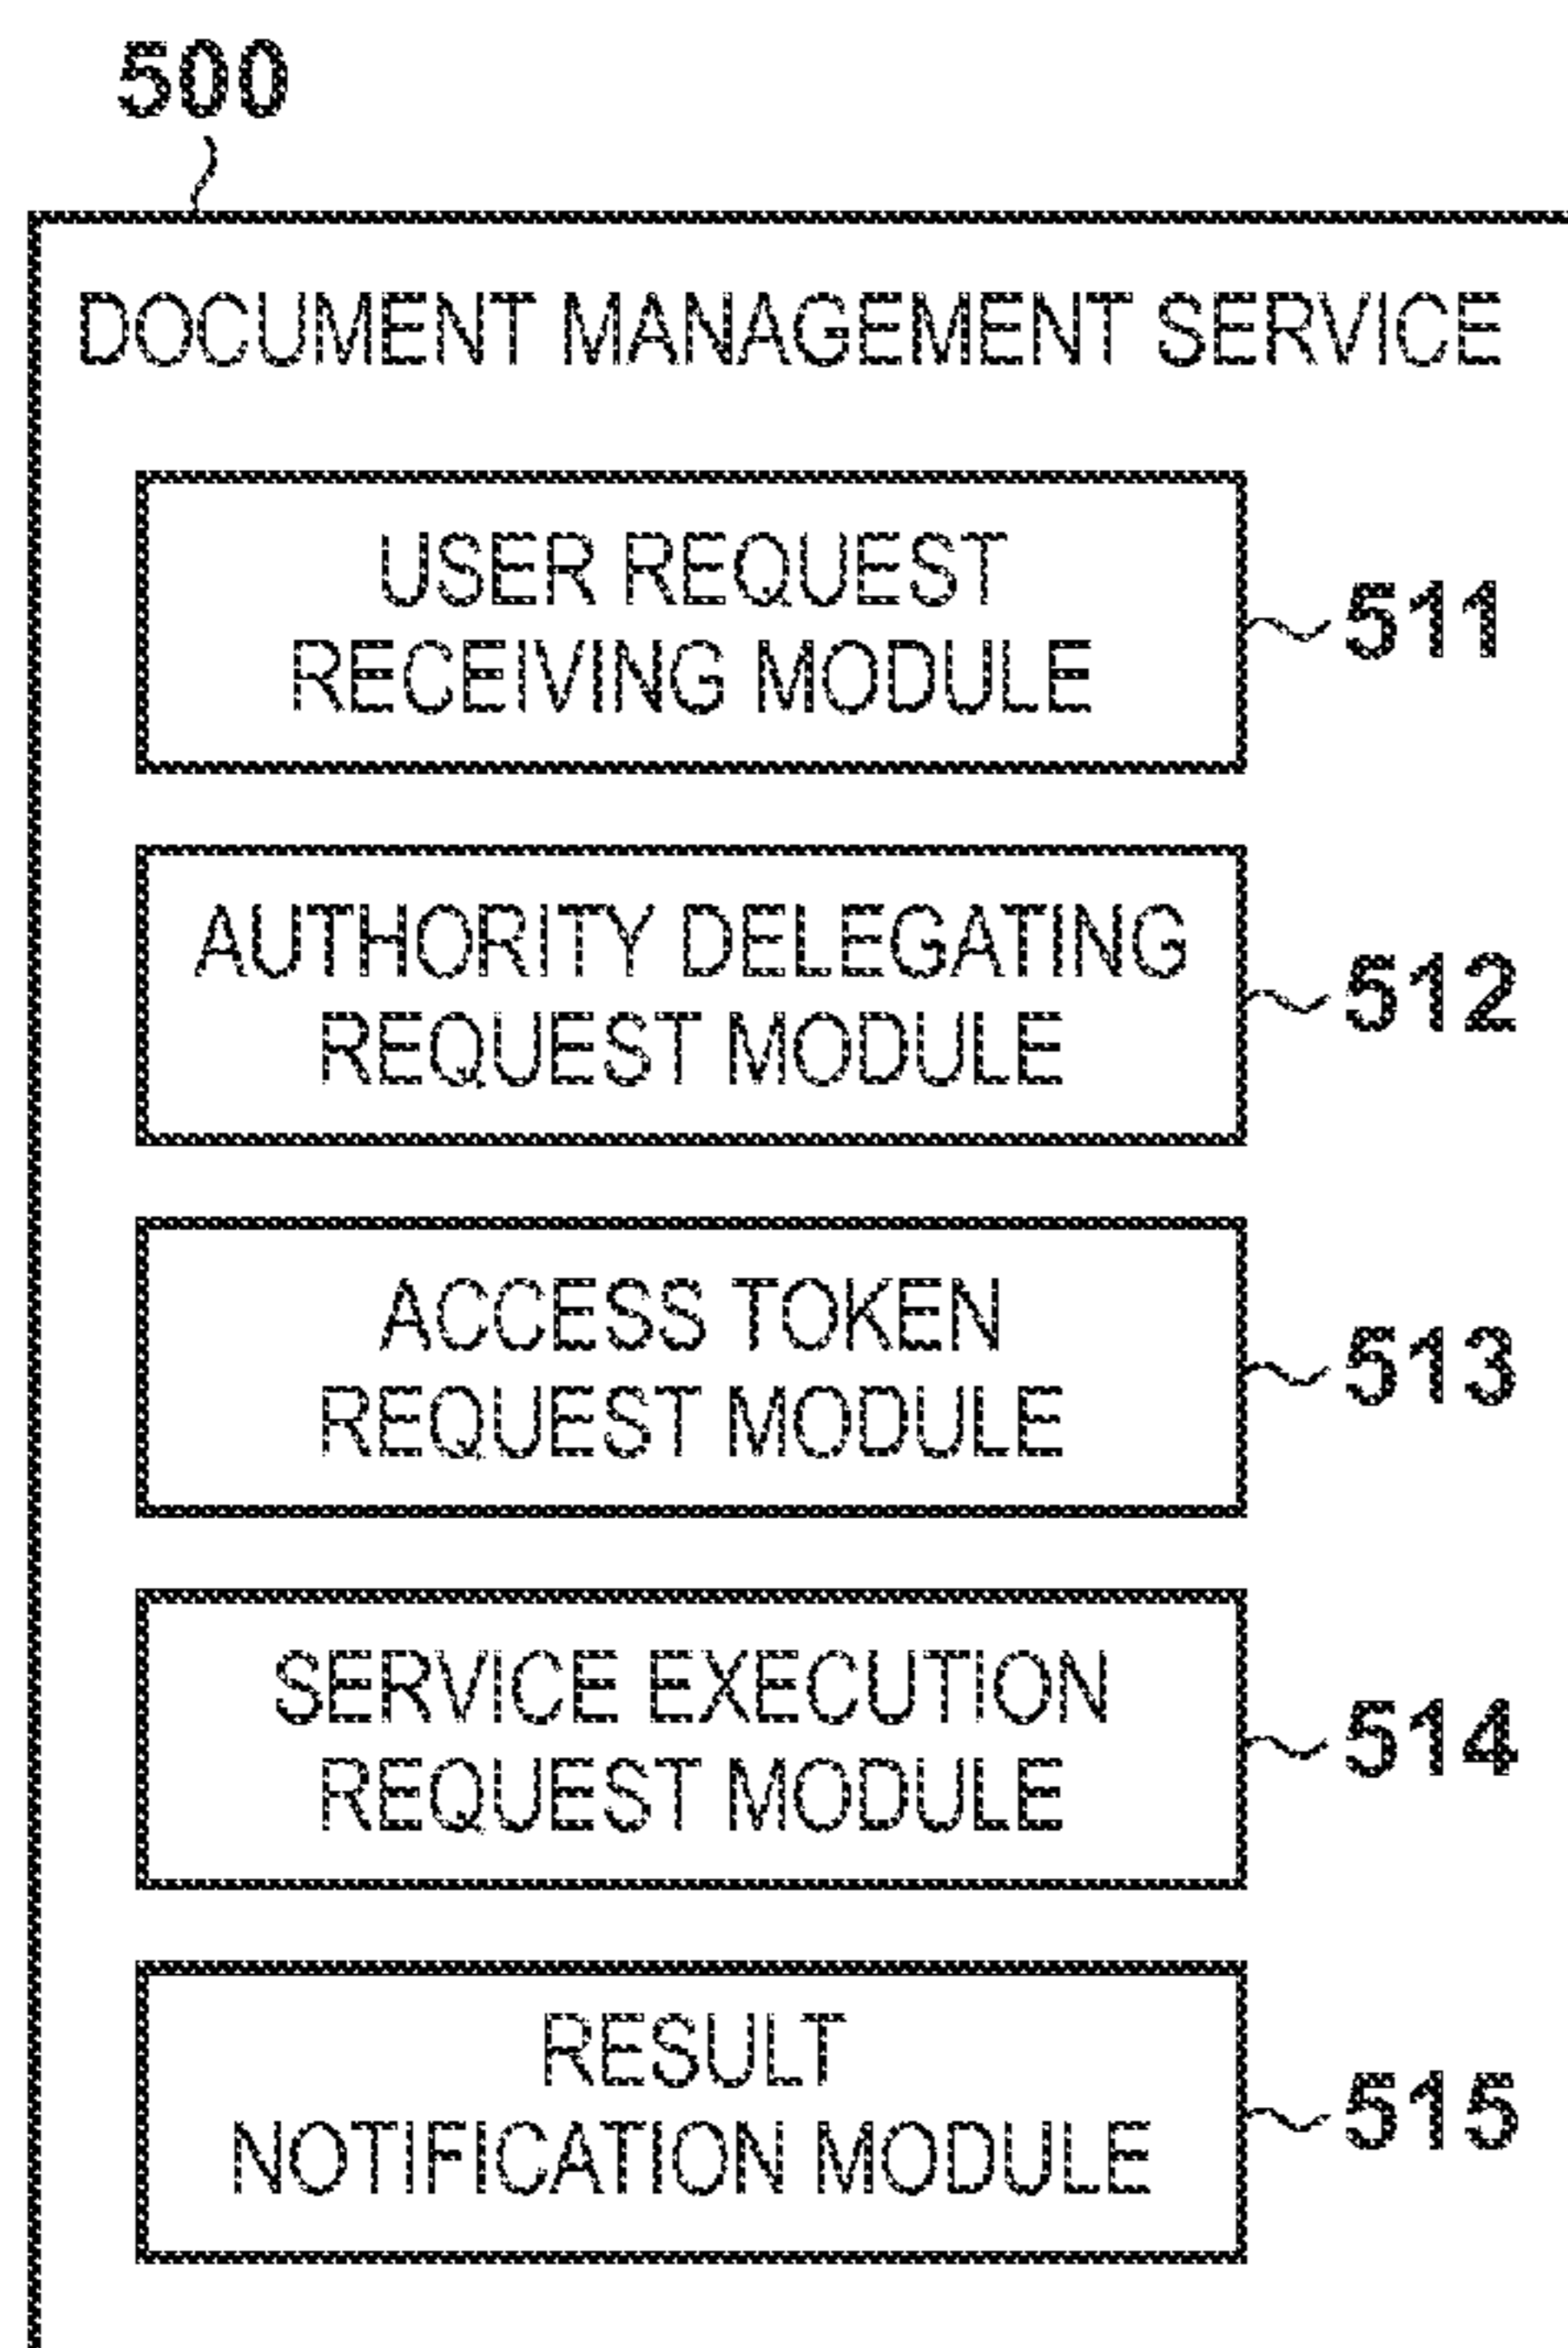 500
DOCUMENT MANAGEMENT SERVICE
USER REQUEST
RECEIVING MODULE
511
AUTHORITY DELEGATING
REQUEST MODULE
512
ACCESS TOKEN
REQUEST MODULE
513
SERVICE EXECUTION
REQUEST MODULE
514
RESULT
NOTIFICATION MODULE
515